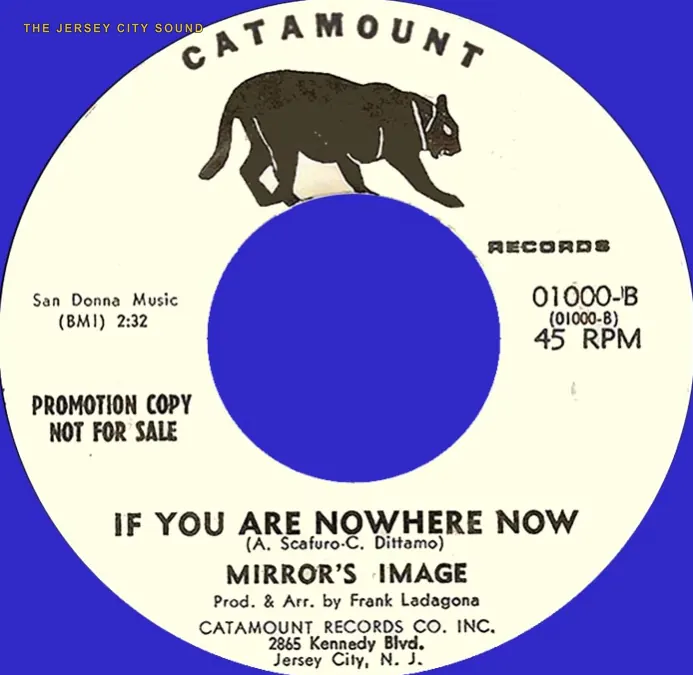 THE JERSEY CITY SOUND
CATAMOUNT
RECORDS
San Donna Music
(BMI) 2:32
01000-B
(01000-B)
45 RPM
PROMOTION COPY
NOT FOR SALE
IF YOU ARE NOWHERE NOW
(A. Scafuro-C. Dittamo)
MIRROR'S IMAGE
Prod. & Arr. by Frank Ladagona
CATAMOUNT RECORDS CO. INC.
2865 Kennedy Blvd.
Jersey City, N. J.